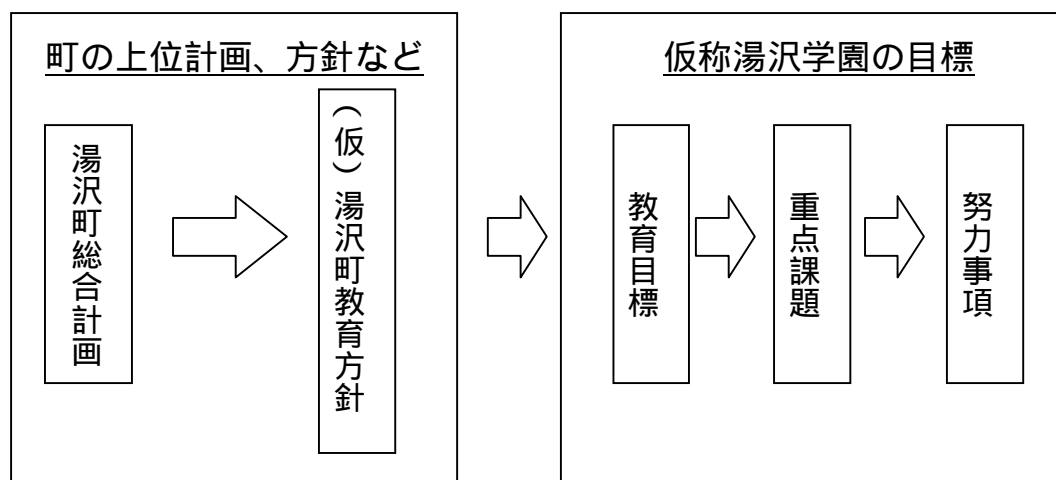 町の上位計画、方針など
湯沢町総合計画
（仮）湯沢町教育方針
仮称湯沢学園の目標
教育目標
重点課題
努力事項